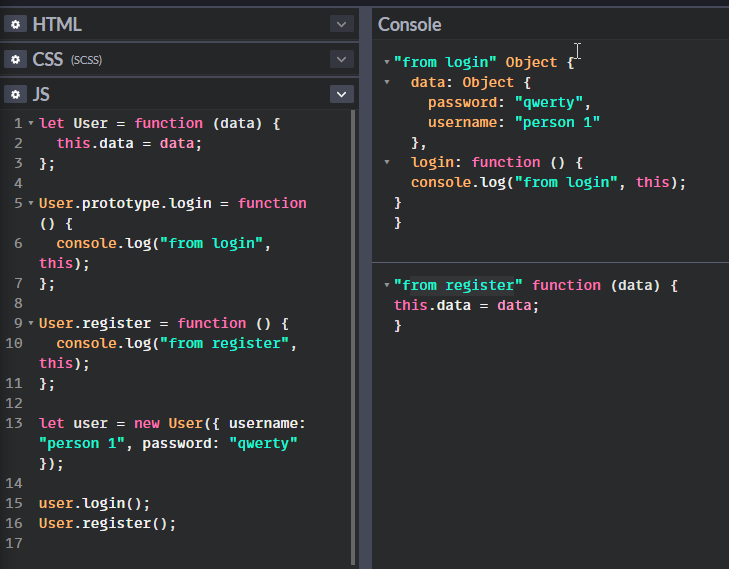 HTML
CSS (SCSS)
JS
1 let User = function (data) {
2 this.data = data;
3 };
4
5 User.prototype.login = function
() {
6 console.log("from login",
this);
7 };
8
9 User.register = function () {
10 console.log("from register",
this);
11 };
12
13 let user = new User({ username:
"person 1", password: "qwerty"
});
14
15 user.login();
16 User.register();
17
Console
"from login" Object {
data: Object {
password: "qwerty",
username: "person 1"
},
login: function () {
console.log("from login", this);
}
}
"from register" function (data) {
this.data = data;
}